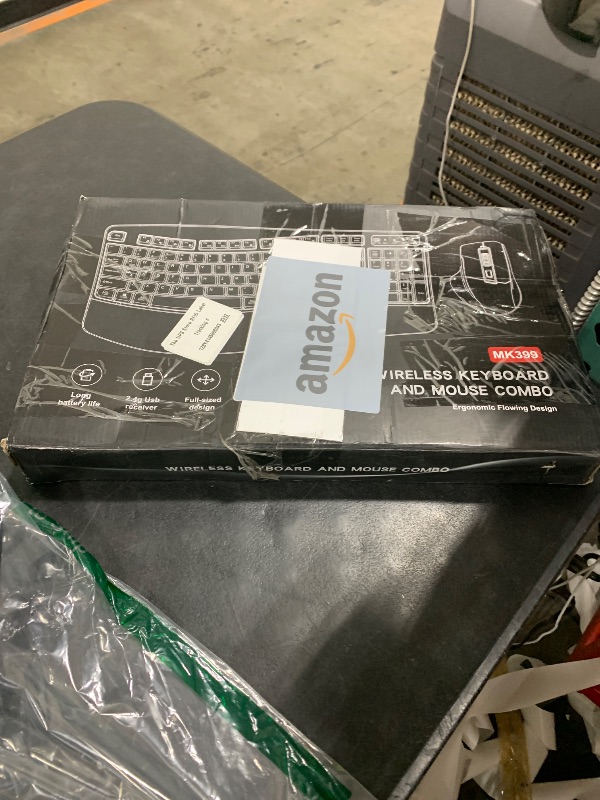 amazon
MK399
WIRELESS KEYBOARD
AND MOUSE COMBO
Ergonomic Flowing Design
Long
battery life
2.4g Usb
receiver
Full-sized
design
WIRELESS KEYBOARD AND MOUSE COMBO